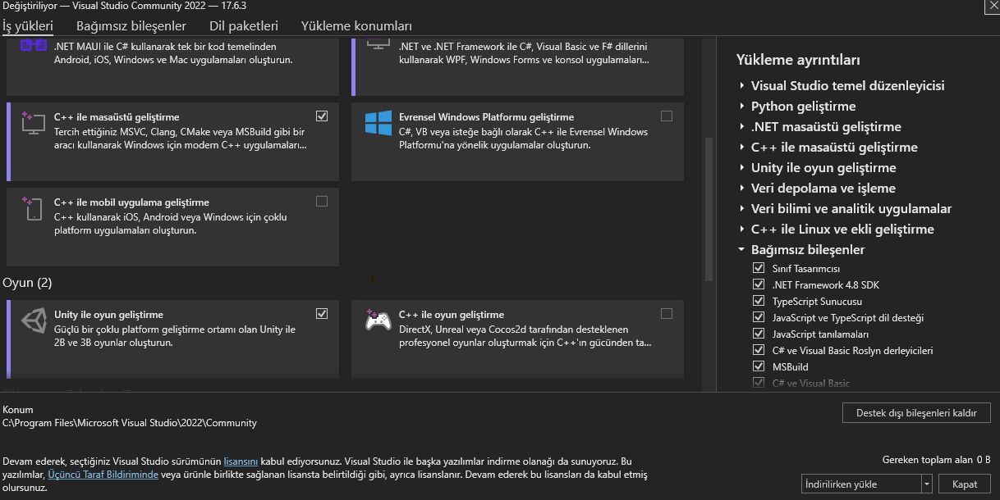 Değiştiriliyor — Visual Studio Community 2022 — 17.6.3
İş yükleri
Bağımsız bileşenler
Dil paketleri
Yükleme konumları
.NET MAUI ile C# kullanarak tek bir kod temelinden
Android, iOS, Windows ve Mac uygulamaları oluşturun.
.NET ve .NET Framework ile C#, Visual Basic ve F# dillerini
kullanarak WPF, Windows Forms ve konsol uygulamaları...
C++ ile masaüstü geliştirme
Tercih ettiğiniz MSVC, Clang, CMake veya MSBuild gibi bir
aracı kullanarak Windows için modern C++ uygulamaları...
Evrensel Windows Platformu geliştirme
C#, VB veya isteğe bağlı olarak C++ ile Evrensel Windows
Platformu'na yönelik uygulamalar oluşturun.
C++ ile mobil uygulama geliştirme
C++ kullanarak iOS, Android veya Windows için çoklu
platform uygulamaları oluşturun.
Oyun (2)
Unity ile oyun geliştirme
Güçlü bir çoklu platform geliştirme ortamı olan Unity ile
2B ve 3B oyunlar oluşturun.
C++ ile oyun geliştirme
DirectX, Unreal veya Cocos2d tarafından desteklenen
profesyonel oyunlar oluşturmak için C++'ın gücünden ta...
Yükleme ayrıntıları
Visual Studio temel düzenleyicisi
Python geliştirme
.NET masaüstü geliştirme
C++ ile masaüstü geliştirme
Unity ile oyun geliştirme
Veri depolama ve işleme
Veri bilimi ve analitik uygulamalar
C++ ile Linux ve ekli geliştirme
Bağımsız bileşenler
Sınıf Tasarımcısı
.NET Framework 4.8 SDK
TypeScript Sunucusu
JavaScript ve TypeScript dil desteği
JavaScript tanılamaları
C# ve Visual Basic Roslyn derleyicileri
MSBuild
C# ve Visual Basic
Konum
C:\Program Files\Microsoft Visual Studio\2022\Community
Destek dışı bileşenleri kaldır
Devam ederek, seçtiğiniz Visual Studio sürümünün lisansını kabul ediyorsunuz. Visual Studio ile başka yazılımlar indirme olanağı da sunuyoruz. Bu
yazılımlar, Üçüncü Taraf Bildiriminde veya ürünle birlikte sağlanan lisansta belirtildiği gibi, ayrıca lisanslanır. Devam ederek bu lisansları da kabul etmiş
olursunuz.
Gereken toplam alan 0 B
İndirilirken yükle
Kapat